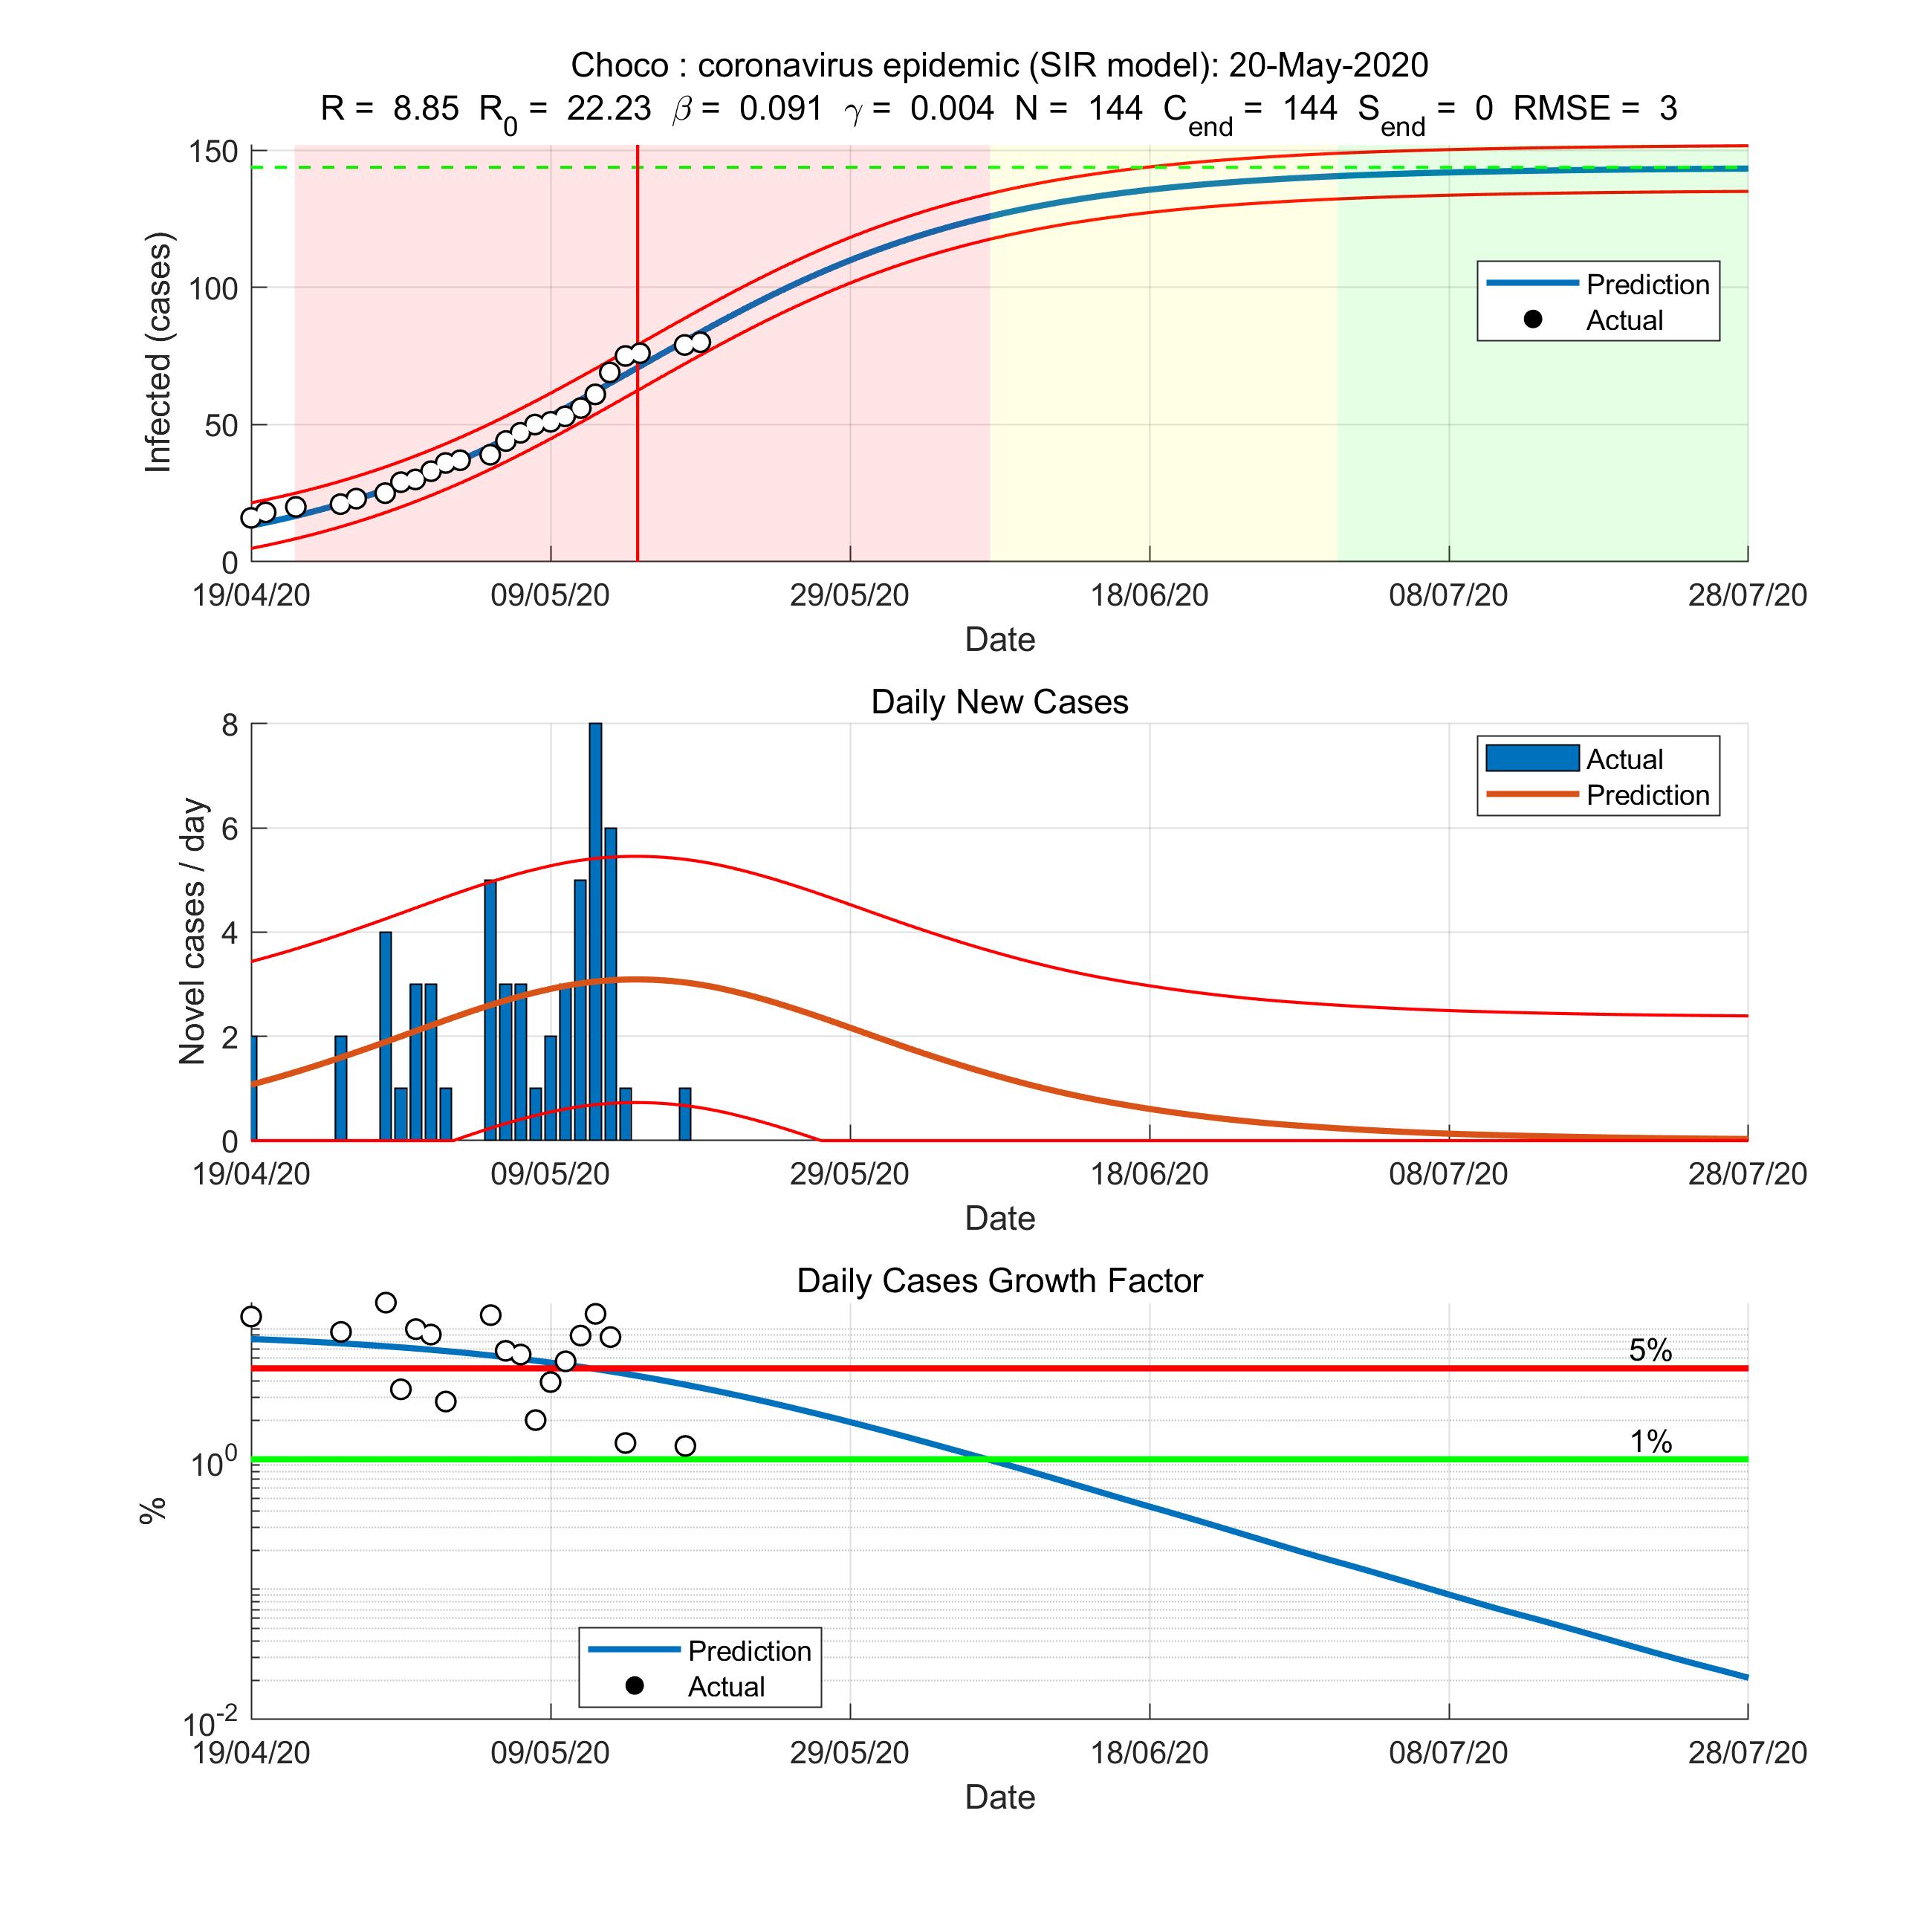 Choco : coronavirus epidemic (SIR model): 20-May-2020
R = 8.85 R0 = 22.23 β = 0.091 γ = 0.004 N = 144 Cend = 144 Send = 0 RMSE = 3
150
100
50
0
Infected (cases)
Prediction
Actual
19/04/20 09/05/20 29/05/20 18/06/20 08/07/20 28/07/20
Date
Daily New Cases
8
6
4
2
0
Novel cases / day
Actual
Prediction
19/04/20 09/05/20 29/05/20 18/06/20 08/07/20 28/07/20
Date
Daily Cases Growth Factor
5%
1%
10^0
10^-2
%
Prediction
Actual
19/04/20 09/05/20 29/05/20 18/06/20 08/07/20 28/07/20
Date